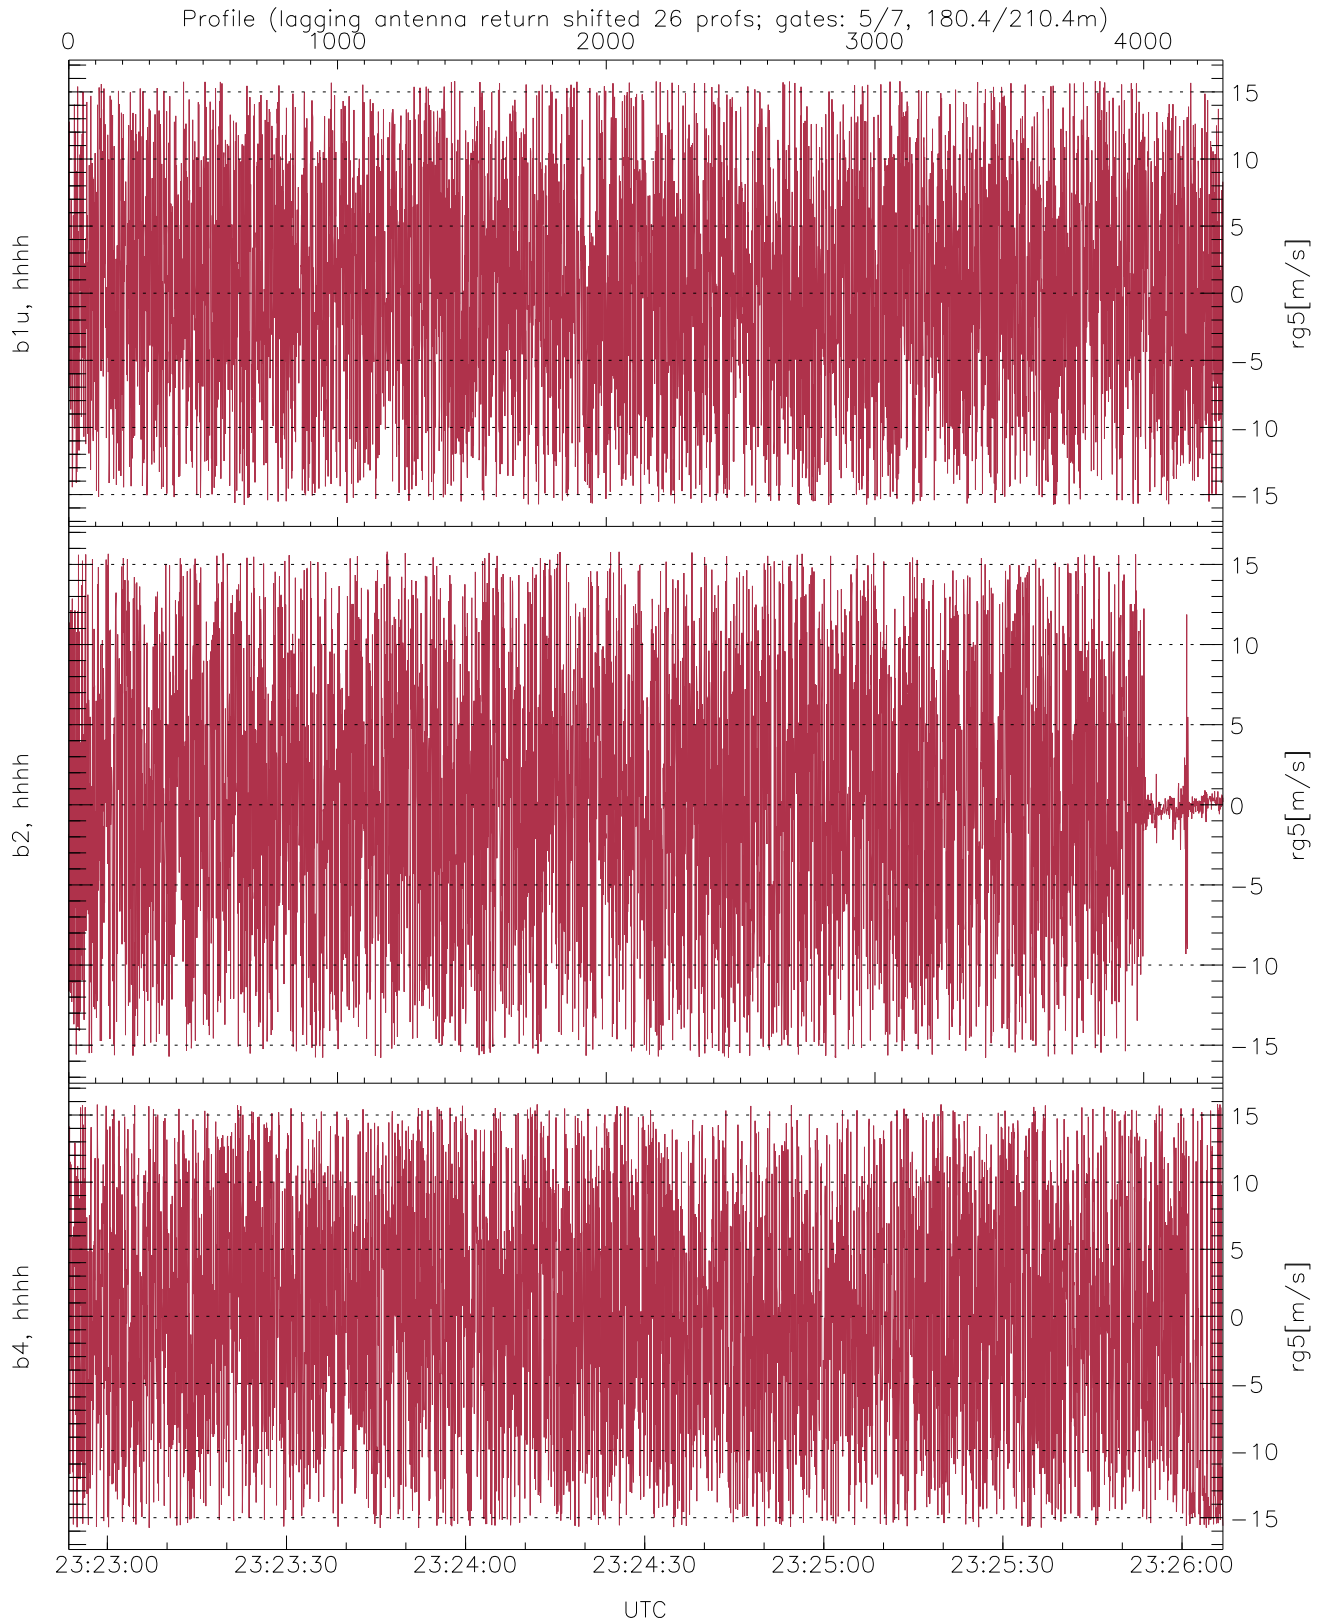 Profile (lagging antenna return shifted 26 profs; gates: 5/7, 180.4/210.4m)
0 1000 2000 3000 4000
b1u, hhhh
15
10
5
0
-5
-10
-15
rg5[m/s]
b2, hhhh
15
10
5
0
-5
-10
-15
rg5[m/s]
b4, hhhh
15
10
5
0
-5
-10
-15
rg5[m/s]
23:23:00 23:23:30 23:24:00 23:24:30 23:25:00 23:25:30 23:26:00
UTC